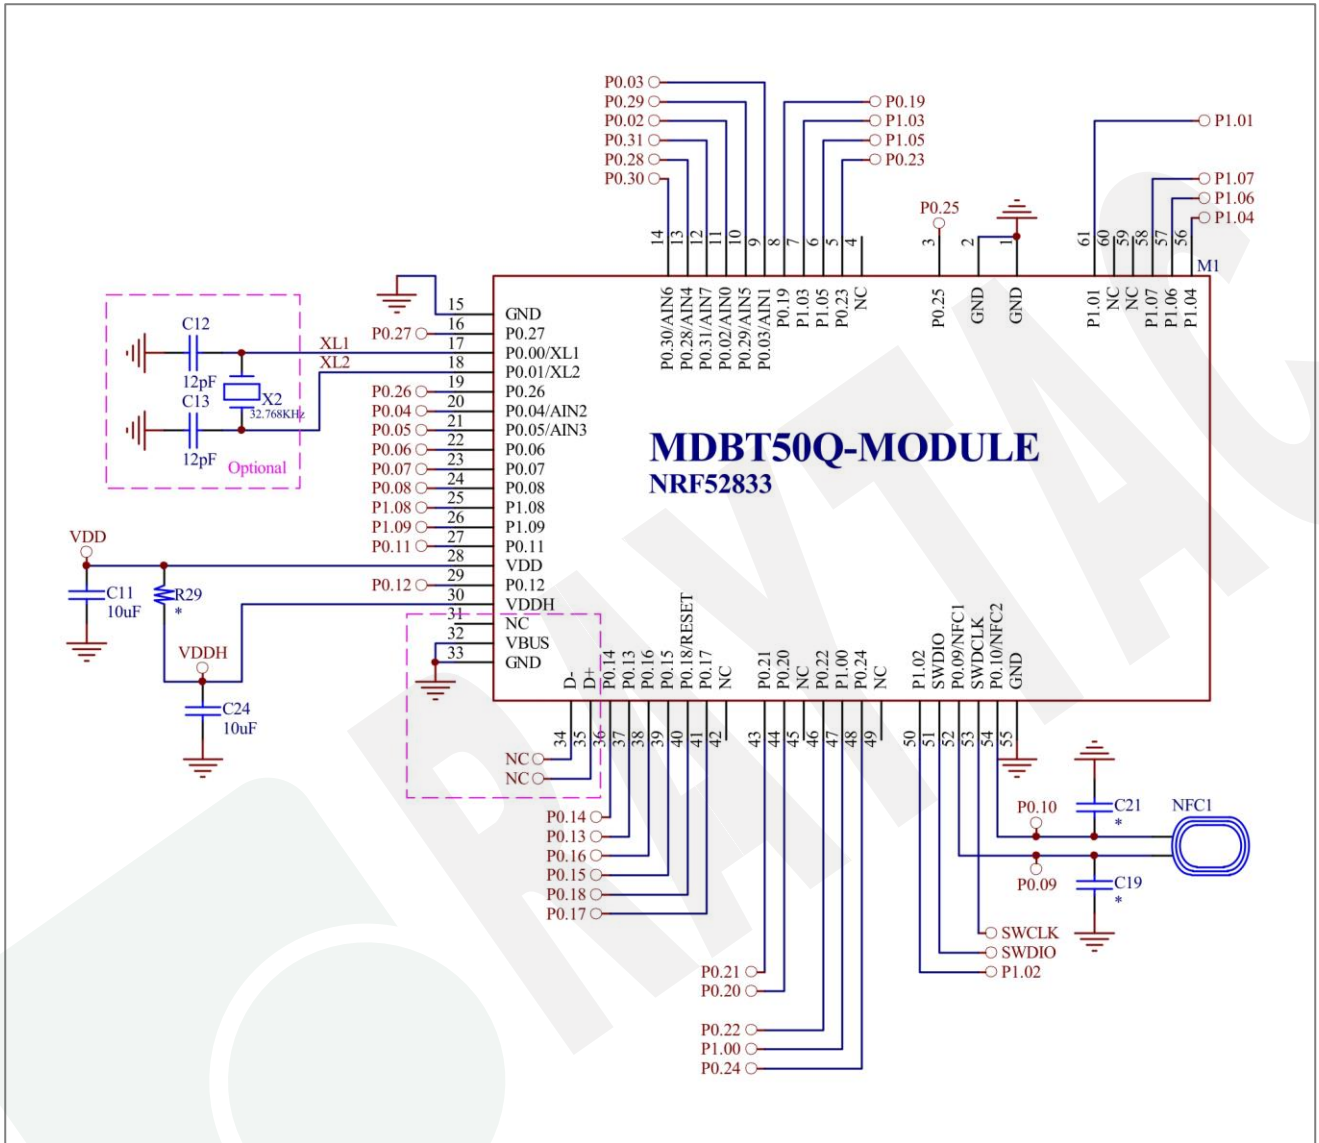 P0.03
P0.29
P0.02
P0.31
P0.28
P0.30
P0.19
P1.03
P1.05
P0.23
P1.01
P1.07
P1.06
P1.04
P0.25
14
13
12
11
10
9
8
7
6
5
4
3
2
1
61
60
59
58
57
56
M1
P0.30/AIN6
P0.28/AIN4
P0.31/AIN7
P0.02/AIN0
P0.29/AIN5
P0.03/AIN1
P0.19
P1.03
P1.05
P0.23
NC
P0.25
GND
GND
P1.01
NC
NC
P1.07
P1.06
P1.04
15 GND
P0.27 16 P0.27
XL1 17 P0.00/XL1
XL2 18 P0.01/XL2
P0.26 19 P0.26
P0.04 20 P0.04/AIN2
P0.05 21 P0.05/AIN3
P0.06 22 P0.06
P0.07 23 P0.07
P0.08 24 P0.08
P1.08 25 P1.08
P1.09 26 P1.09
P0.11 27 P0.11
28 VDD
P0.12 29 P0.12
30 VDDH
31 NC
32 VBUS
33 GND
C12
12pF
X2
32.768KHz
C13
12pF
Optional
MDBT50Q-MODULE
NRF52833
VDD
C11
10uF
R29
*
VDDH
C24
10uF
D-
D+
P0.14
P0.13
P0.16
P0.15
P0.18/RESET
P0.17
NC
P0.21
P0.20
NC
P0.22
P1.00
P0.24
NC
P1.02
SWDIO
P0.09/NFC1
SWDCLK
P0.10/NFC2
GND
34
35
36
37
38
39
40
41
42
43
44
45
46
47
48
49
50
51
52
53
54
55
NC
NC
P0.14
P0.13
P0.16
P0.15
P0.18
P0.17
P0.21
P0.20
P0.22
P1.00
P0.24
P0.10
C21
*
NFC1
P0.09
C19
*
SWCLK
SWDIO
P1.02
RAYTAC